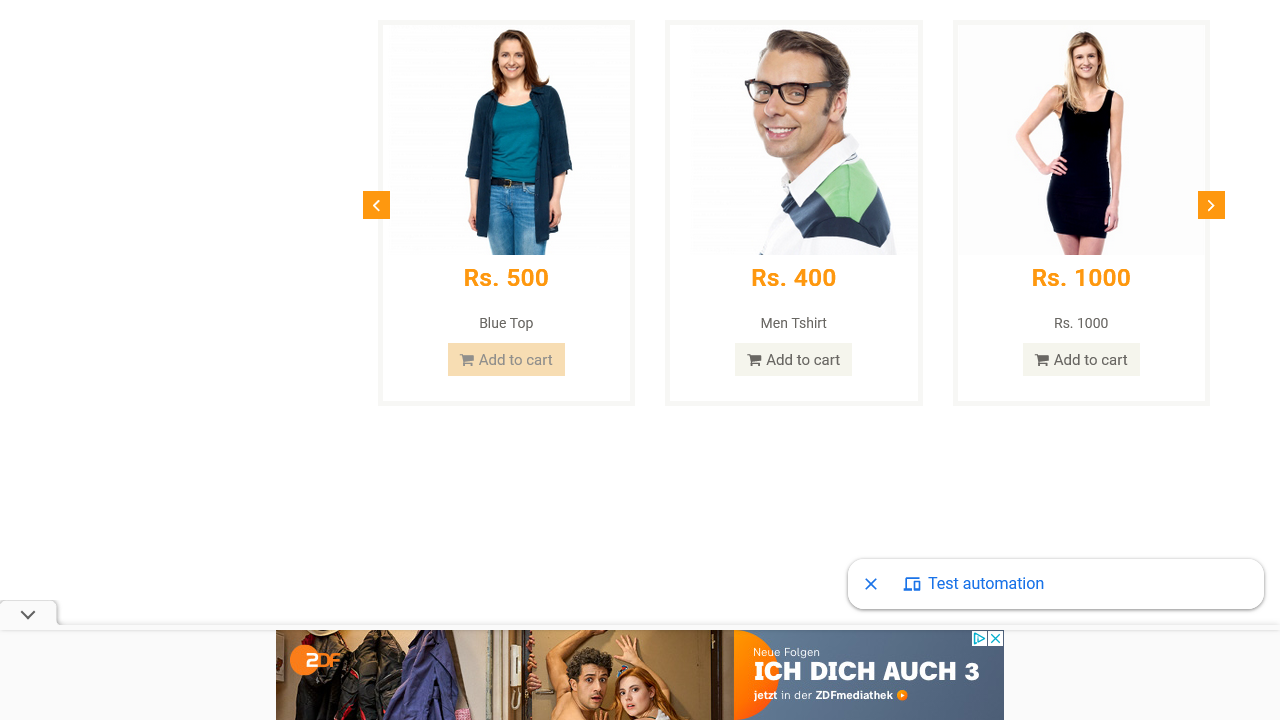 Rs. 500
Rs. 400
Rs. 1000
Blue Top
Men Tshirt
Rs. 1000
Add to cart
Add to cart
Add to cart
Test automation
ZDF
Neue Folgen
ICH DICH AUCH 3
jetzt in der ZDFmediathek